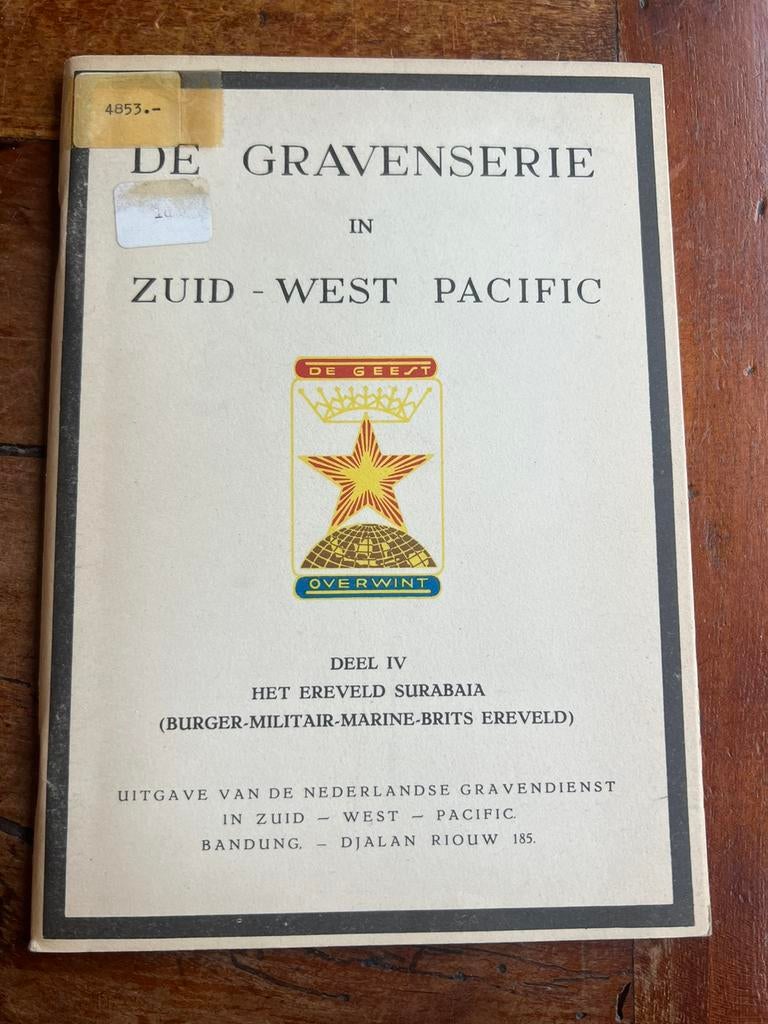 4853.-
DE GRAVENSERIE
IN
ZUID - WEST PACIFIC
DE GEEST
OVERWINT
DEEL IV
HET EREVELD SURABAIA
(BURGER-MILITAIR-MARINE-BRITS EREVELD)
UITGAVE VAN DE NEDERLANDSE GRAVENDIENST
IN ZUID — WEST — PACIFIC.
BANDUNG. — DJALAN RIOUW 185.